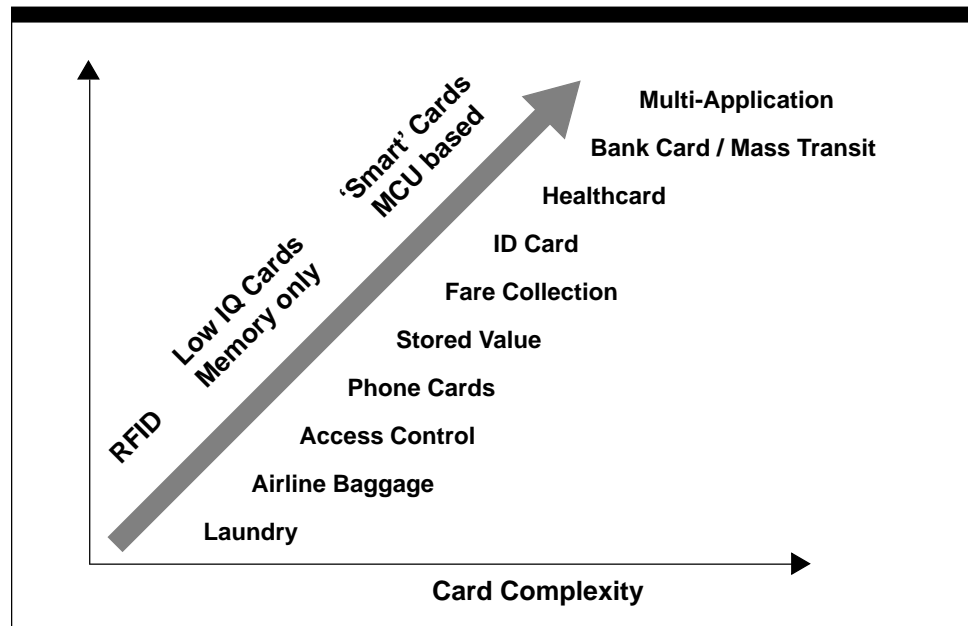 ‘Smart’ Cards
MCU based
Low IQ Cards
Memory only
RFID
Multi-Application
Bank Card / Mass Transit
Healthcard
ID Card
Fare Collection
Stored Value
Phone Cards
Access Control
Airline Baggage
Laundry
Card Complexity